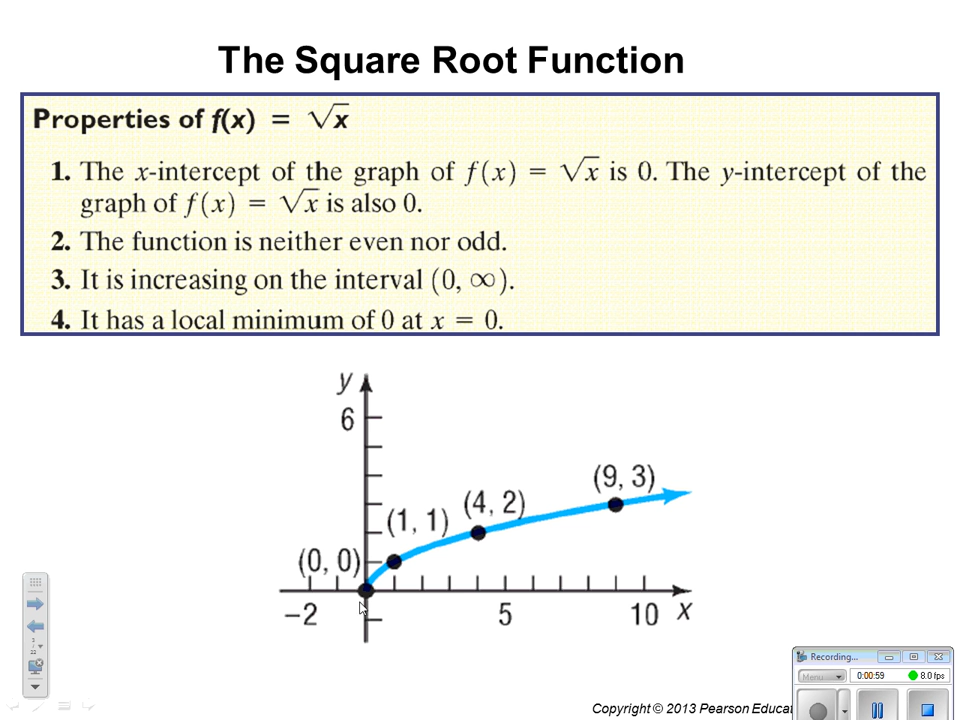 The Square Root Function
Properties of f(x) = √x
1. The x-intercept of the graph of f(x) = √x is 0. The y-intercept of the
graph of f(x) = √x is also 0.
2. The function is neither even nor odd.
3. It is increasing on the interval (0, ∞).
4. It has a local minimum of 0 at x = 0.
y
6
(9, 3)
(4, 2)
(1, 1)
(0, 0)
−2 5 10 x
3
/
22
Recording...
Menu 0:00:59 8.0 fps
Copyright © 2013 Pearson Educat